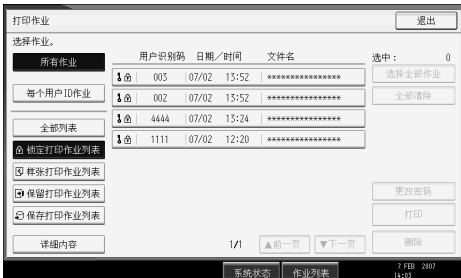 打印作业
退出
选择作业。
所有作业
每个用户ID作业
全部列表
锁定打印作业列表
样张打印作业列表
保留打印作业列表
保存打印作业列表
详细内容
用户识别码 日期／时间 文件名
003 07/02 13:52 ****************
002 07/02 13:52 ****************
4444 07/02 13:24 ****************
1111 07/02 12:20 ****************
1/1 ▲前一页 ▼下一页
选中： 0
选择全部作业
全部清除
更改密码
打印
删除
系统状态 作业列表
7 FEB 2007
14:03